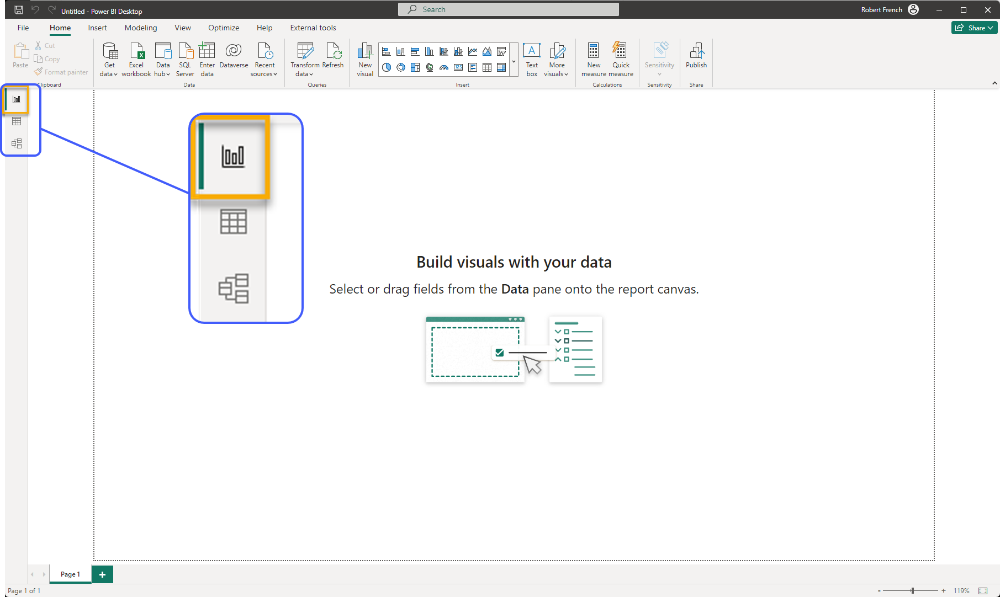 Untitled - Power BI Desktop
Search
Robert French
File Home Insert Modeling View Optimize Help External tools
Share
Paste
Cut
Copy
Format painter
Clipboard
Get data
Excel workbook
Data hub
SQL Server
Enter data
Dataverse
Recent sources
Data
Transform data
Refresh
Queries
New visual
123
Insert
A
Text box
More visuals
New measure
Quick measure
Calculations
Sensitivity
Sensitivity
Publish
Share
Build visuals with your data
Select or drag fields from the Data pane onto the report canvas.
Page 1
+
Page 1 of 1
- + 119%